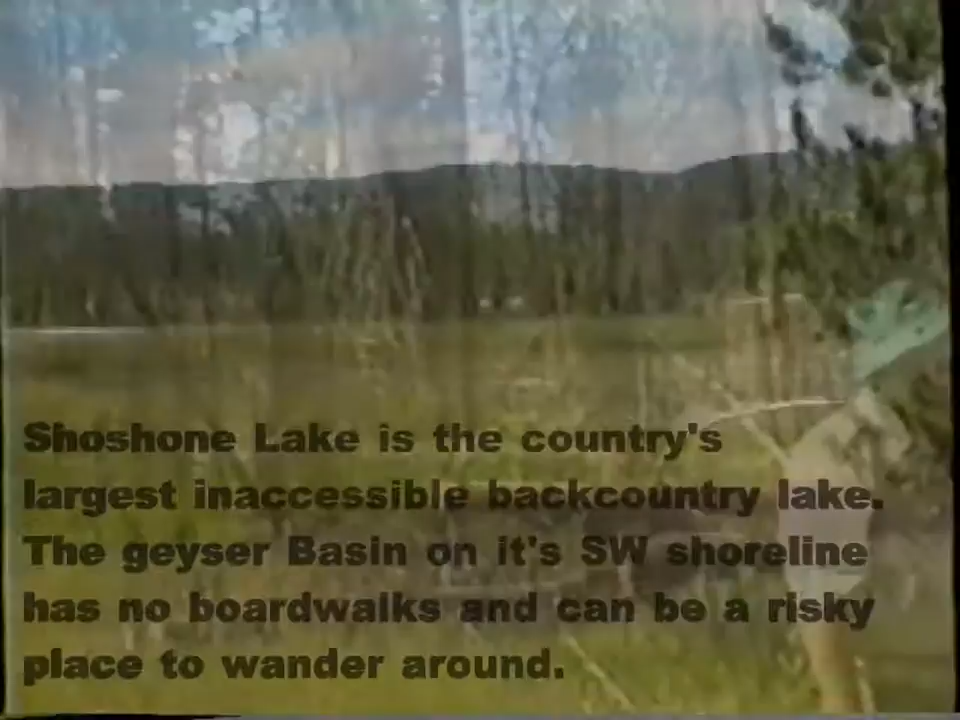 Shoshone Lake is the country's
largest inaccessible backcountry lake.
The geyser Basin on it's SW shoreline
has no boardwalks and can be a risky
place to wander around.